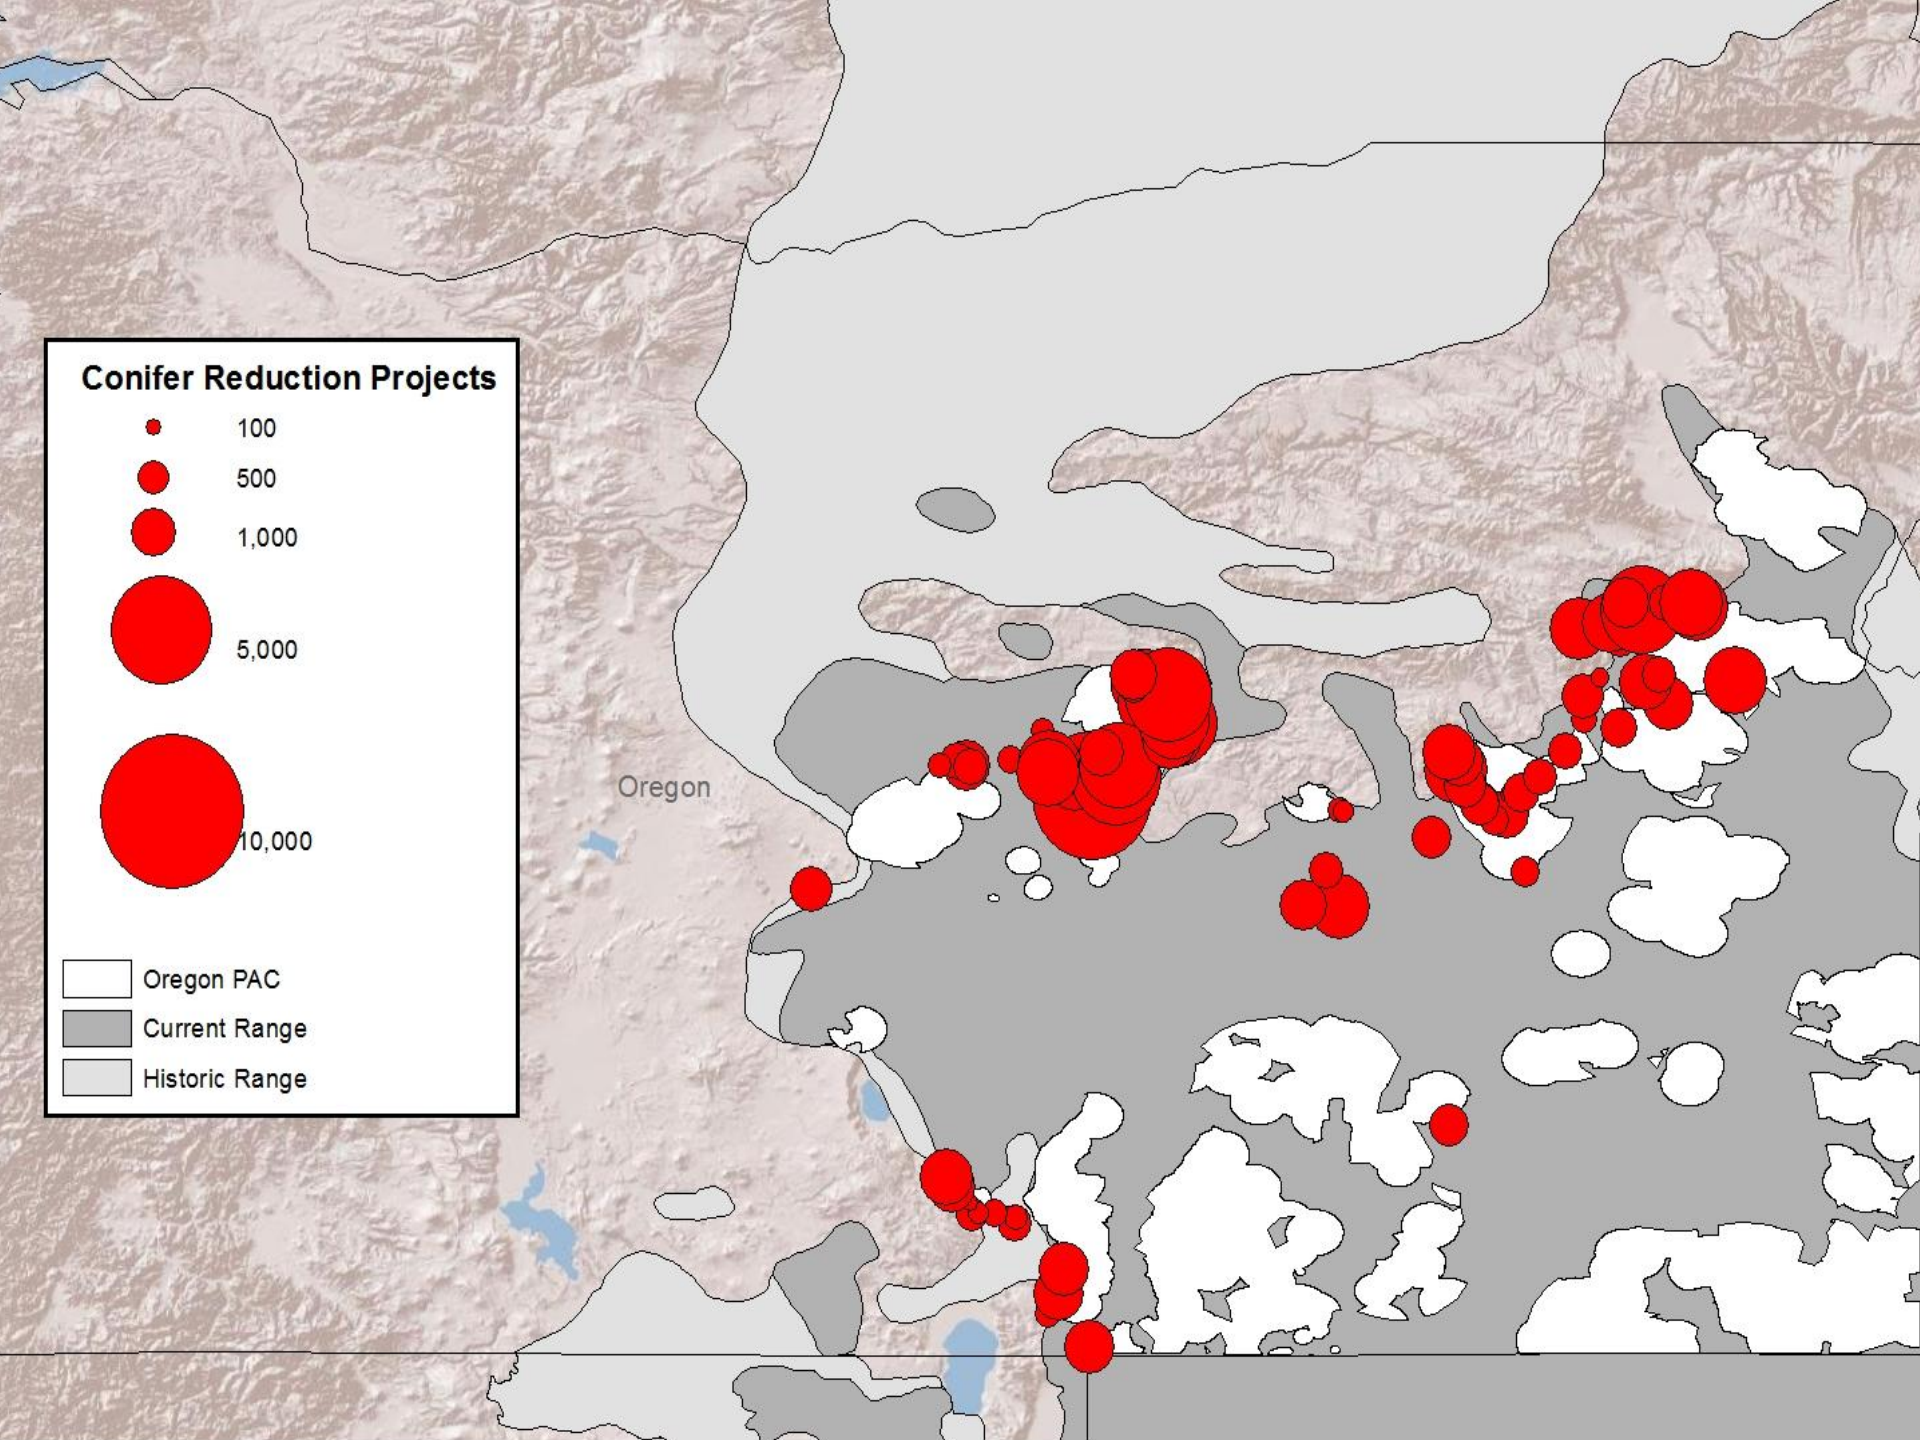 Conifer Reduction Projects
100
500
1,000
5,000
10,000
Oregon PAC
Current Range
Historic Range
Oregon